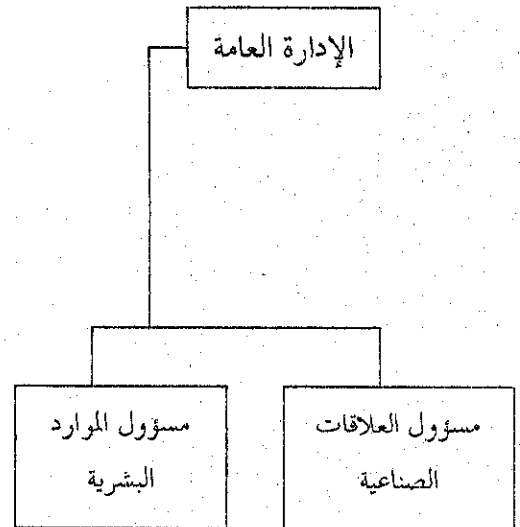 الإدارة العامة
مسؤول العلاقات
الصناعية
مسؤول الموارد
البشرية